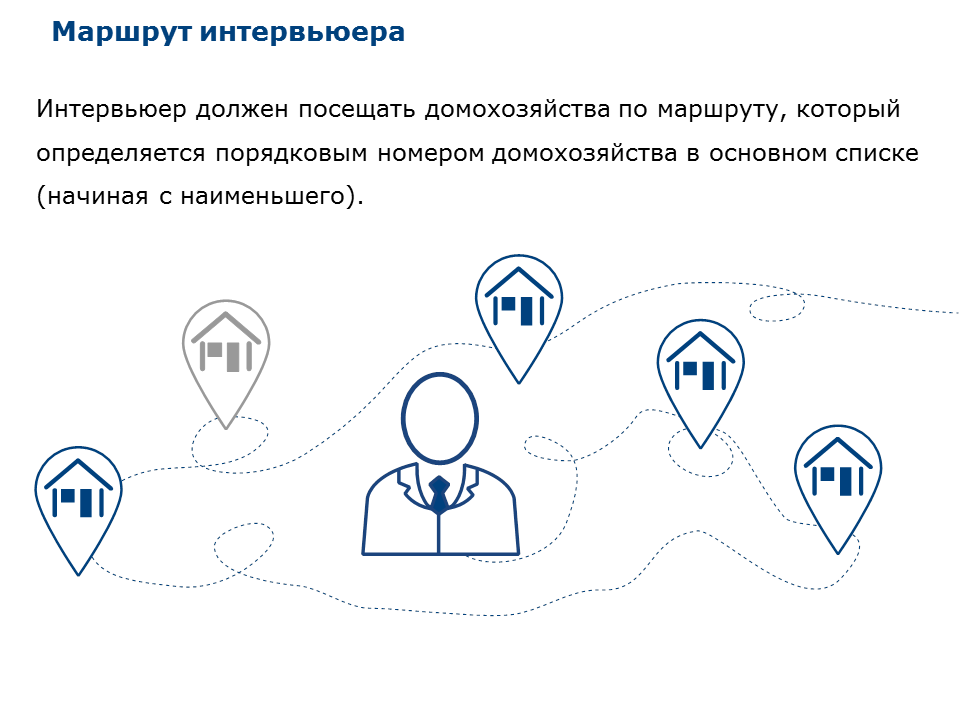 Маршрут интервьюера
Интервьюер должен посещать домохозяйства по маршруту, который
определяется порядковым номером домохозяйства в основном списке
(начиная с наименьшего).